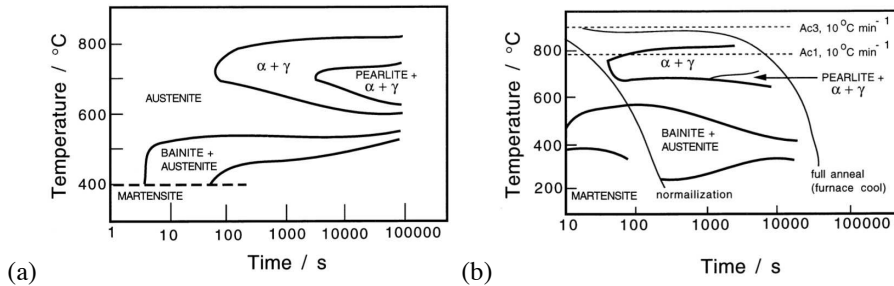 800
600
400
Temperature / °C
AUSTENITE
α + γ
PEARLITE +
α + γ
BAINITE +
AUSTENITE
MARTENSITE
1 10 100 1000 10000 100000
Time / s
(a)
800
600
400
200
Temperature / °C
Ac3, 10 °C min⁻¹
Ac1, 10 °C min⁻¹
α + γ
PEARLITE +
α + γ
BAINITE +
AUSTENITE
MARTENSITE
normailization
full anneal
(furnace cool)
10 100 1000 10000 100000
Time / s
(b)